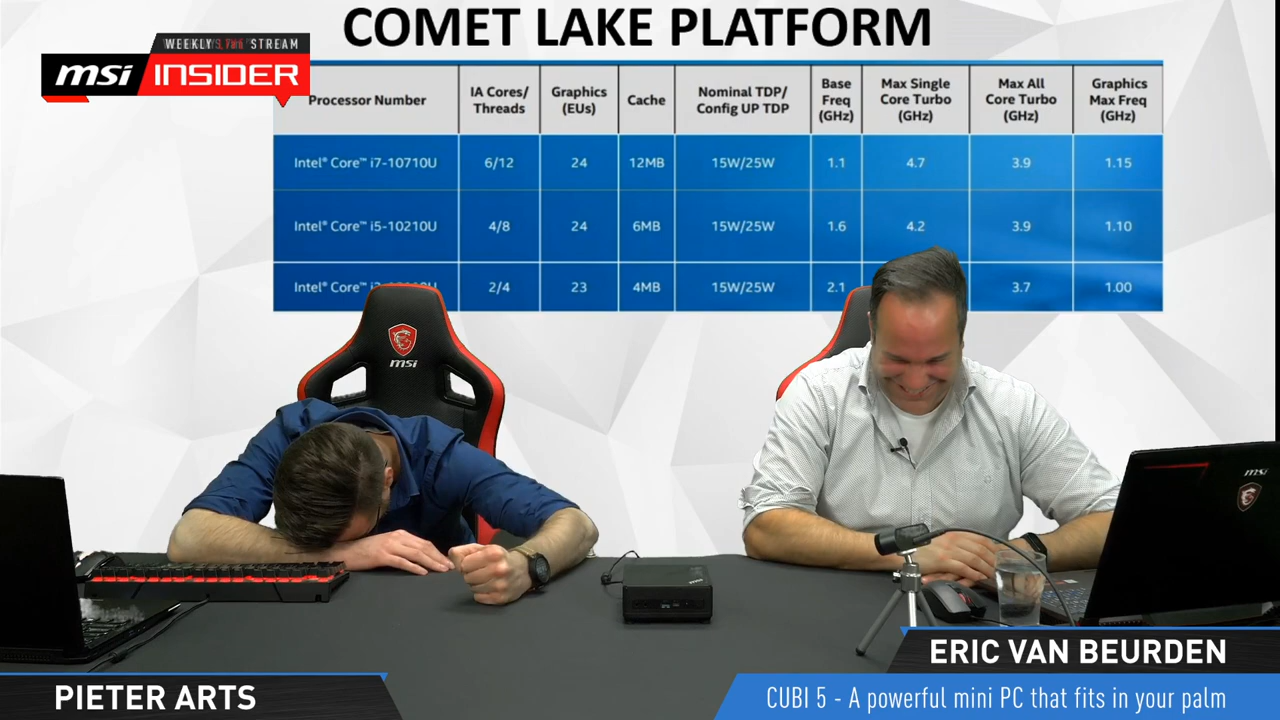 COMET LAKE PLATFORM
WEEKLY STREAM
msi INSIDER
Processor Number
IA Cores/
Threads
Graphics
(EUs)
Cache
Nominal TDP/
Config UP TDP
Base
Freq
(GHz)
Max Single
Core Turbo
(GHz)
Max All
Core Turbo
(GHz)
Graphics
Max Freq
(GHz)
Intel® Core™ i7-10710U 6/12 24 12MB 15W/25W 1.1 4.7 3.9 1.15
Intel® Core™ i5-10210U 4/8 24 6MB 15W/25W 1.6 4.2 3.9 1.10
Intel® Core™ 2/4 23 4MB 15W/25W 2.1 3.7 1.00
msi
msi
msi
ERIC VAN BEURDEN
PIETER ARTS
CUBI 5 - A powerful mini PC that fits in your palm